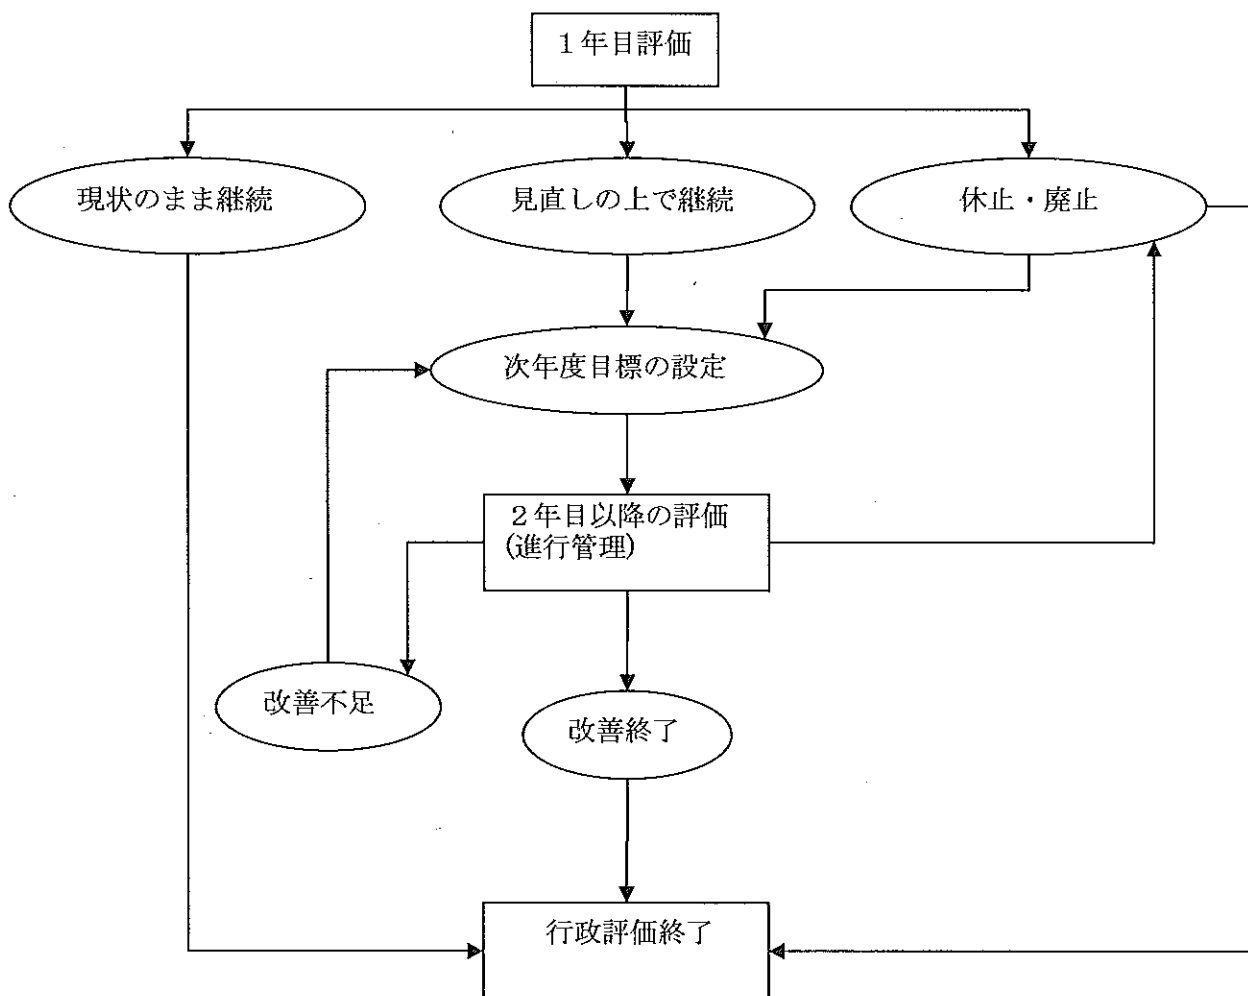 １年目評価
現状のまま継続
見直しの上で継続
休止・廃止
次年度目標の設定
２年目以降の評価
(進行管理)
改善不足
改善終了
行政評価終了